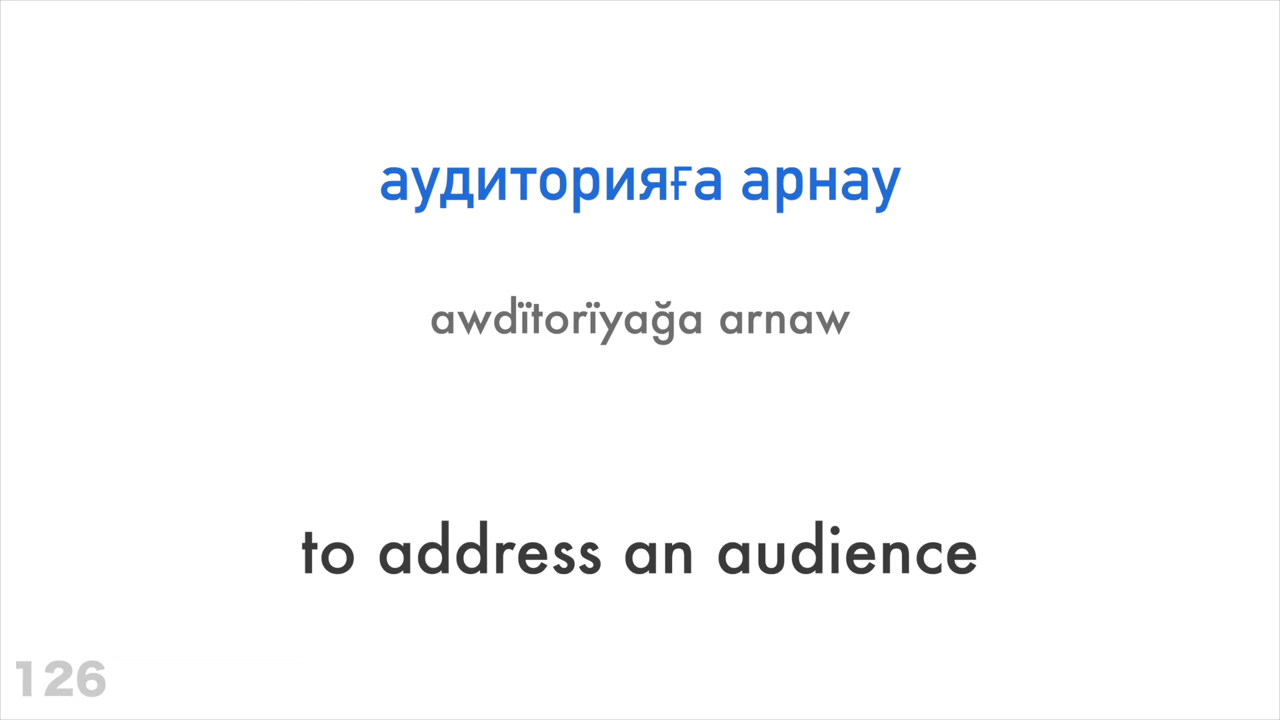 аудиторияға арнау
awdïtorïyağa arnaw
to address an audience
126